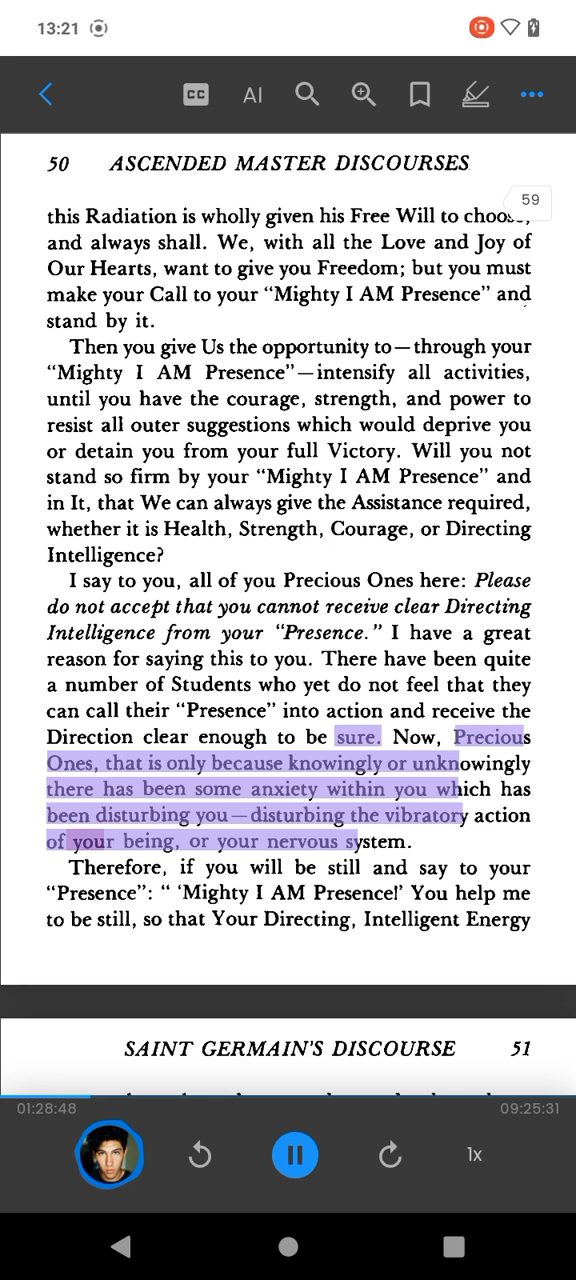 13:21
CC AI
50 ASCENDED MASTER DISCOURSES
59
this Radiation is wholly given his Free Will to choose,
and always shall. We, with all the Love and Joy of
Our Hearts, want to give you Freedom; but you must
make your Call to your “Mighty I AM Presence” and
stand by it.
Then you give Us the opportunity to—through your
“Mighty I AM Presence”—intensify all activities,
until you have the courage, strength, and power to
resist all outer suggestions which would deprive you
or detain you from your full Victory. Will you not
stand so firm by your “Mighty I AM Presence” and
in It, that We can always give the Assistance required,
whether it is Health, Strength, Courage, or Directing
Intelligence?
I say to you, all of you Precious Ones here: Please
do not accept that you cannot receive clear Directing
Intelligence from your “Presence.” I have a great
reason for saying this to you. There have been quite
a number of Students who yet do not feel that they
can call their “Presence” into action and receive the
Direction clear enough to be sure. Now, Precious
Ones, that is only because knowingly or unknowingly
there has been some anxiety within you which has
been disturbing you—disturbing the vibratory action
of your being, or your nervous system.
Therefore, if you will be still and say to your
“Presence”: “ ‘Mighty I AM Presence!’ You help me
to be still, so that Your Directing, Intelligent Energy
SAINT GERMAIN'S DISCOURSE 51
01:28:48 09:25:31
1x